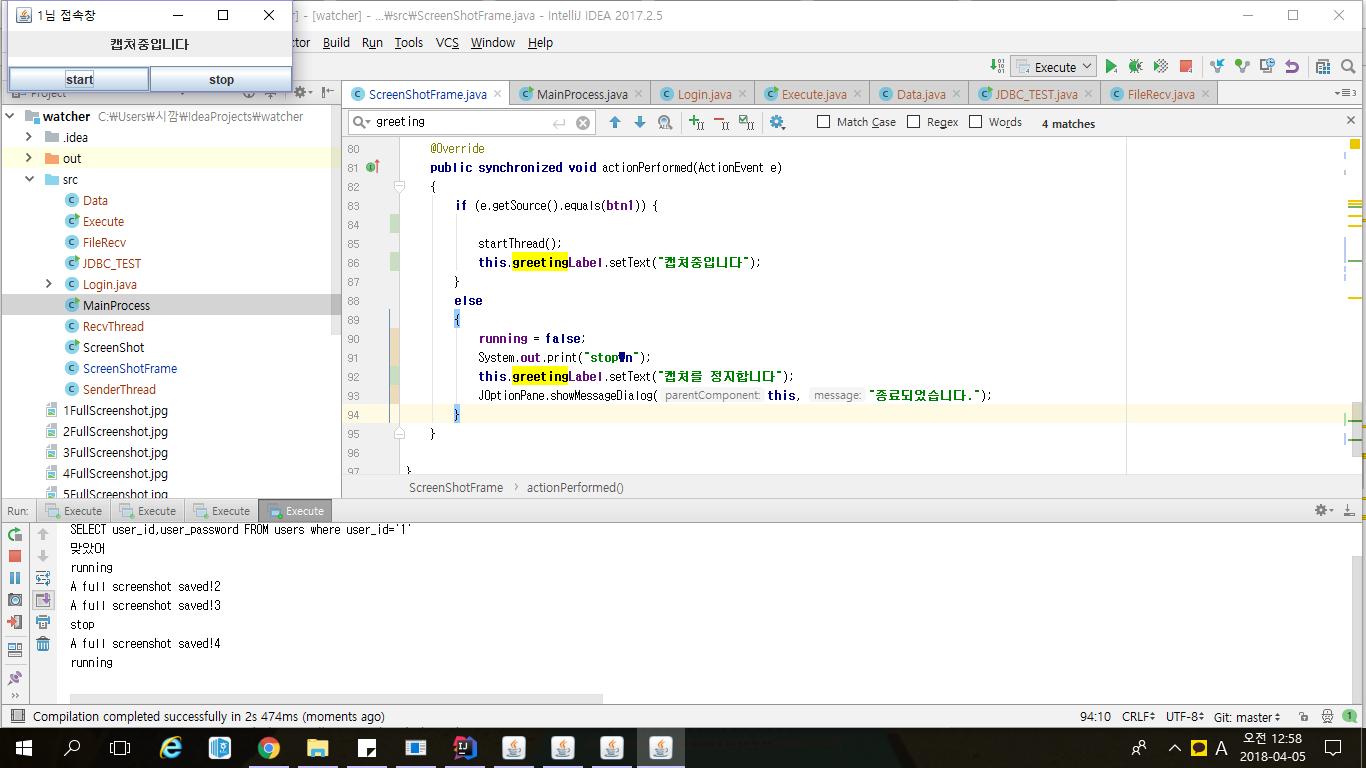 1님 접속창
캡처중입니다
start stop
] - [watcher] - ...₩src₩ScreenShotFrame.java - IntelliJ IDEA 2017.2.5
ctor Build Run Tools VCS Window Help
Execute
Project
ScreenShotFrame.java MainProcess.java Login.java Execute.java Data.java JDBC_TEST.java FileRecv.java
3
greeting Match Case Regex Words 4 matches
watcher C:₩Users₩시깜₩IdeaProjects₩watcher
.idea
out
src
Data
Execute
FileRecv
JDBC_TEST
Login.java
MainProcess
RecvThread
ScreenShot
ScreenShotFrame
SenderThread
1FullScreenshot.jpg
2FullScreenshot.jpg
3FullScreenshot.jpg
4FullScreenshot.jpg
5FullScreenshot.jpg
80 @Override
81 public synchronized void actionPerformed(ActionEvent e)
82 {
83 if (e.getSource().equals(btn1)) {
84
85 startThread();
86 this.greetingLabel.setText("캡처중입니다");
87 }
88 else
89 {
90 running = false;
91 System.out.print("stop₩n");
92 this.greetingLabel.setText("캡처를 정지합니다");
93 JOptionPane.showMessageDialog( parentComponent: this, message: "종료되었습니다.");
94 }
95 }
96
97 }
ScreenShotFrame › actionPerformed()
Run: Execute Execute Execute Execute
SELECT user_id,user_password FROM users where user_id='1'
맞았어
running
A full screenshot saved!2
A full screenshot saved!3
stop
A full screenshot saved!4
running
Compilation completed successfully in 2s 474ms (moments ago) 94:10 CRLF UTF-8 Git: master 1
A 오전 12:58
2018-04-05